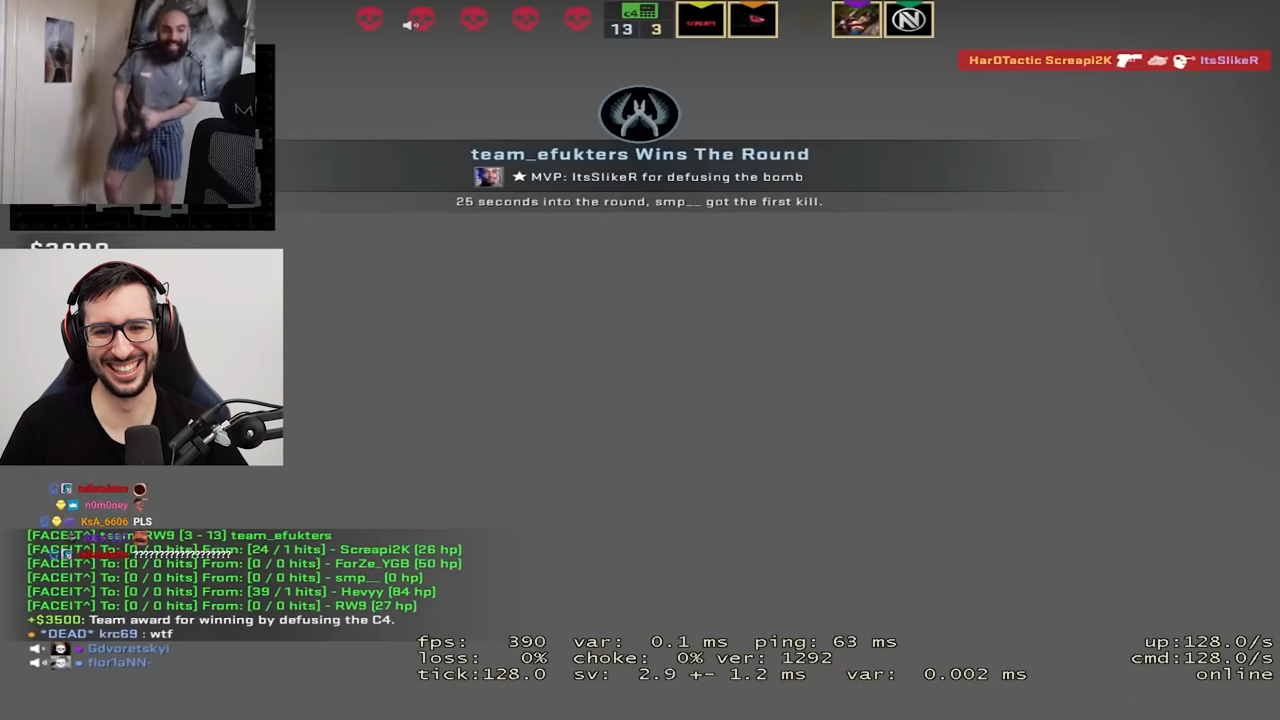 c4
13 3
HarDTactic Screapi2K ItsSlikeR
team_efukters Wins The Round
★ MVP: ItsSlikeR for defusing the bomb
25 seconds into the round, smp__ got the first kill.
n0m0ney
KsA_6606 PLS
[FACEIT^] RW9 [3 - 13] team_efukters
[FACEIT^] To: [0 / 0 hits] From: [24 / 1 hits] - Screapi2K (26 hp)
???????????????????
[FACEIT^] To: [0 / 0 hits] From: [0 / 0 hits] - ForZe_YGB (50 hp)
[FACEIT^] To: [0 / 0 hits] From: [0 / 0 hits] - smp__ (0 hp)
[FACEIT^] To: [0 / 0 hits] From: [39 / 1 hits] - Hevyy (84 hp)
[FACEIT^] To: [0 / 0 hits] From: [0 / 0 hits] - RW9 (27 hp)
+$3500: Team award for winning by defusing the C4.
*DEAD* krc69 : wtf
Gdvoretskyi
flor1aNN-
fps: 390 var: 0.1 ms ping: 63 ms up:128.0/s
loss: 0% choke: 0% ver: 1292 cmd:128.0/s
tick:128.0 sv: 2.9 +- 1.2 ms var: 0.002 ms online